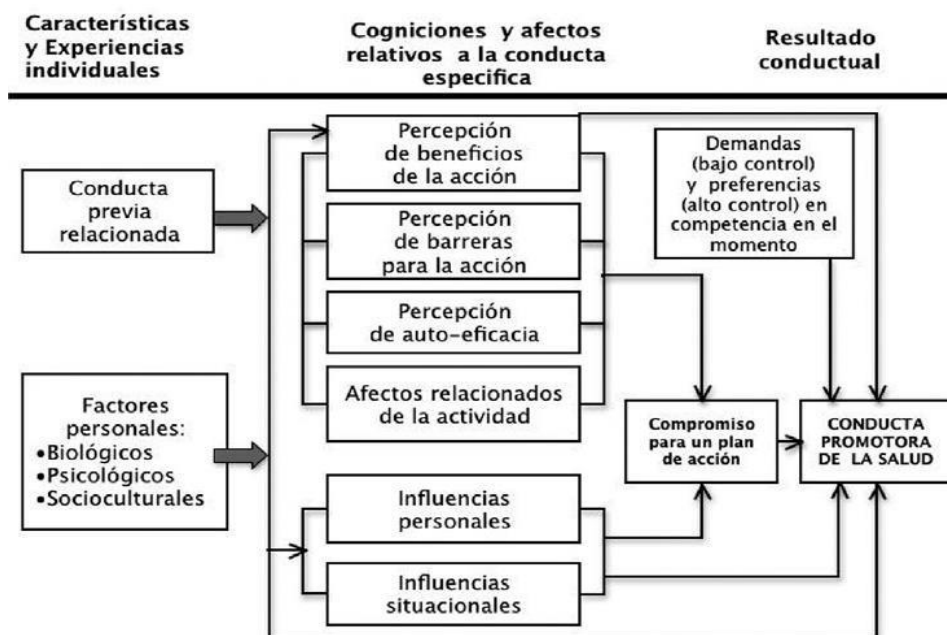 Características
y Experiencias
individuales
Cogniciones y afectos
relativos a la conducta
especifica
Resultado
conductual
Conducta
previa
relacionada
Factores
personales:
•Biológicos
•Psicológicos
•Socioculturales
Percepción
de beneficios
de la acción
Percepción
de barreras
para la acción
Percepción
de auto-eficacia
Afectos relacionados
de la actividad
Influencias
personales
Influencias
situacionales
Demandas
(bajo control)
y preferencias
(alto control) en
competencia en el
momento
Compromiso
para un plan
de acción
CONDUCTA
PROMOTORA
DE LA SALUD